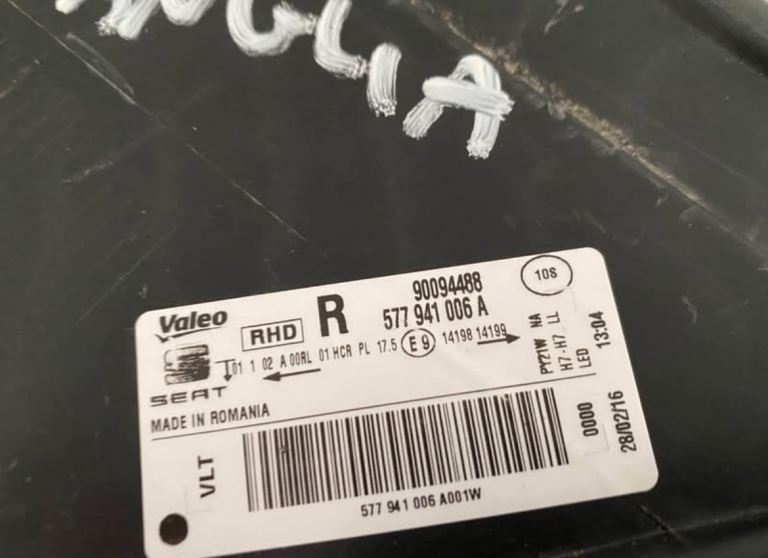 ANGLIA
Valeo
RHD
R
90094488
577 941 006 A
10S
SEAT
01 1 02 A 00RL 01 HCR PL 17.5 E9 14198 14199
PY21W NA
H7-H7 LL
LED
13:04
MADE IN ROMANIA
VLT
0000
28/02/16
577 941 006 A001W